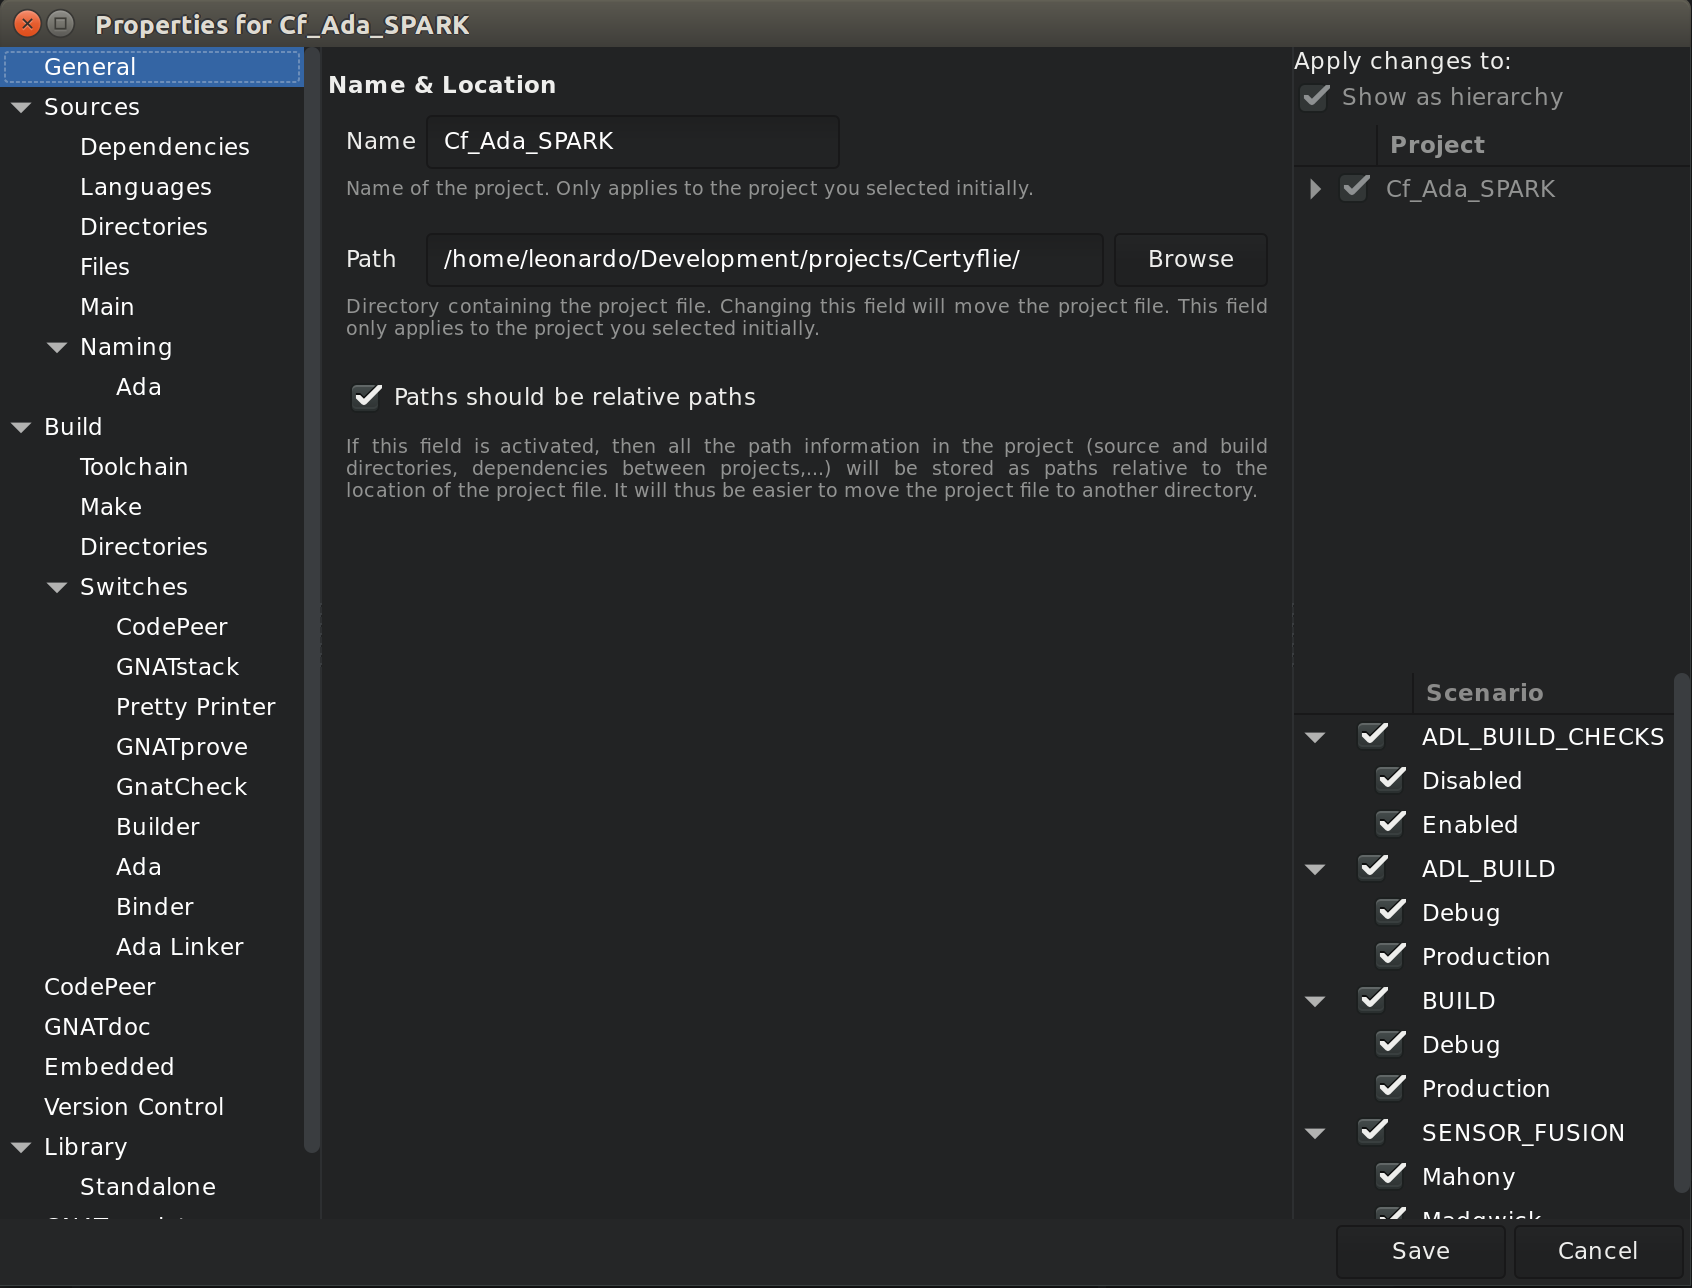 Properties for Cf_Ada_SPARK
General
Sources
Dependencies
Languages
Directories
Files
Main
Naming
Ada
Build
Toolchain
Make
Directories
Switches
CodePeer
GNATstack
Pretty Printer
GNATprove
GnatCheck
Builder
Ada
Binder
Ada Linker
CodePeer
GNATdoc
Embedded
Version Control
Library
Standalone
Name & Location
Name Cf_Ada_SPARK
Name of the project. Only applies to the project you selected initially.
Path /home/leonardo/Development/projects/Certyflie/ Browse
Directory containing the project file. Changing this field will move the project file. This field
only applies to the project you selected initially.
Paths should be relative paths
If this field is activated, then all the path information in the project (source and build
directories, dependencies between projects,...) will be stored as paths relative to the
location of the project file. It will thus be easier to move the project file to another directory.
Apply changes to:
Show as hierarchy
Project
Cf_Ada_SPARK
Scenario
ADL_BUILD_CHECKS
Disabled
Enabled
ADL_BUILD
Debug
Production
BUILD
Debug
Production
SENSOR_FUSION
Mahony
Madgwick
Save Cancel